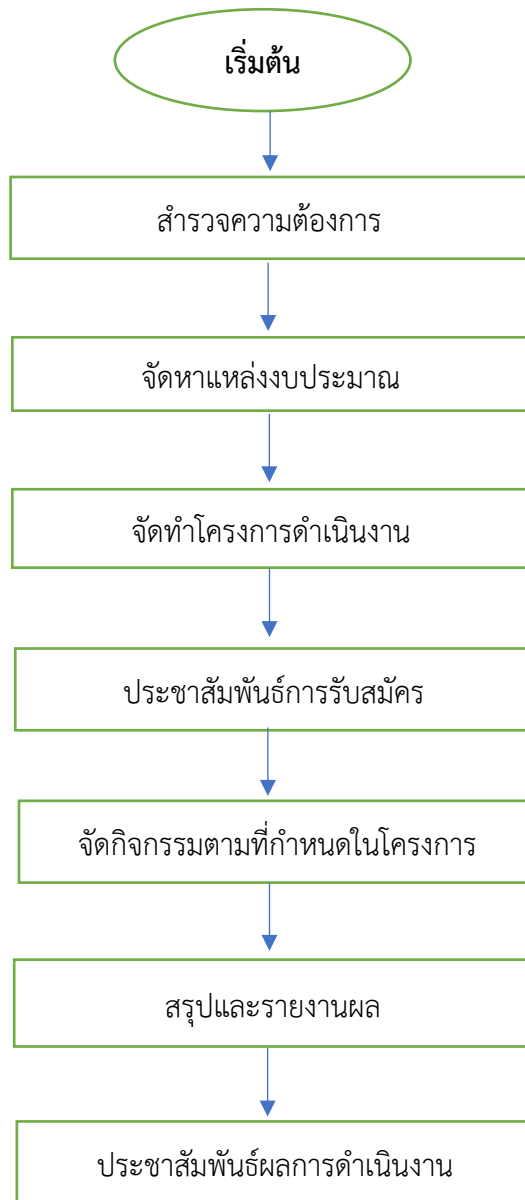 เริ่มต้น
สำรวจความต้องการ
จัดหาแหล่งงบประมาณ
จัดทำโครงการดำเนินงาน
ประชาสัมพันธ์การรับสมัคร
จัดกิจกรรมตามที่กำหนดในโครงการ
สรุปและรายงานผล
ประชาสัมพันธ์ผลการดำเนินงาน